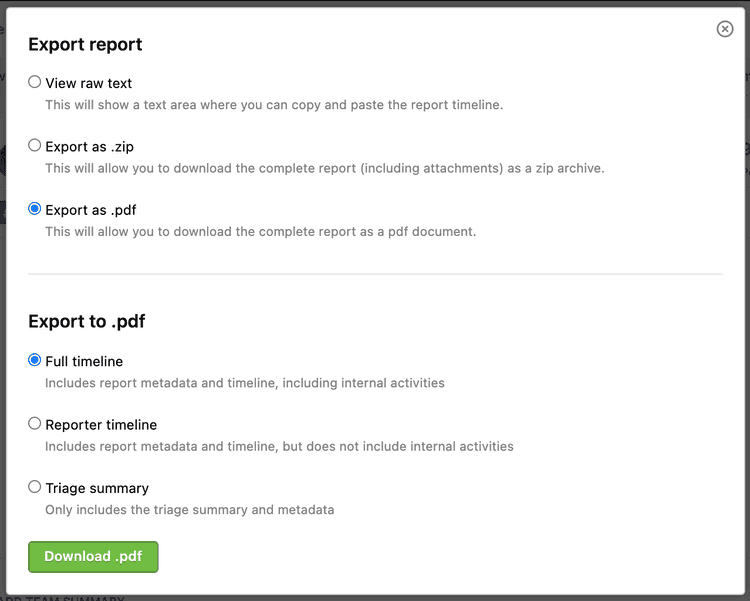 Export report
View raw text
This will show a text area where you can copy and paste the report timeline.
Export as .zip
This will allow you to download the complete report (including attachments) as a zip archive.
Export as .pdf
This will allow you to download the complete report as a pdf document.
Export to .pdf
Full timeline
Includes report metadata and timeline, including internal activities
Reporter timeline
Includes report metadata and timeline, but does not include internal activities
Triage summary
Only includes the triage summary and metadata
Download .pdf